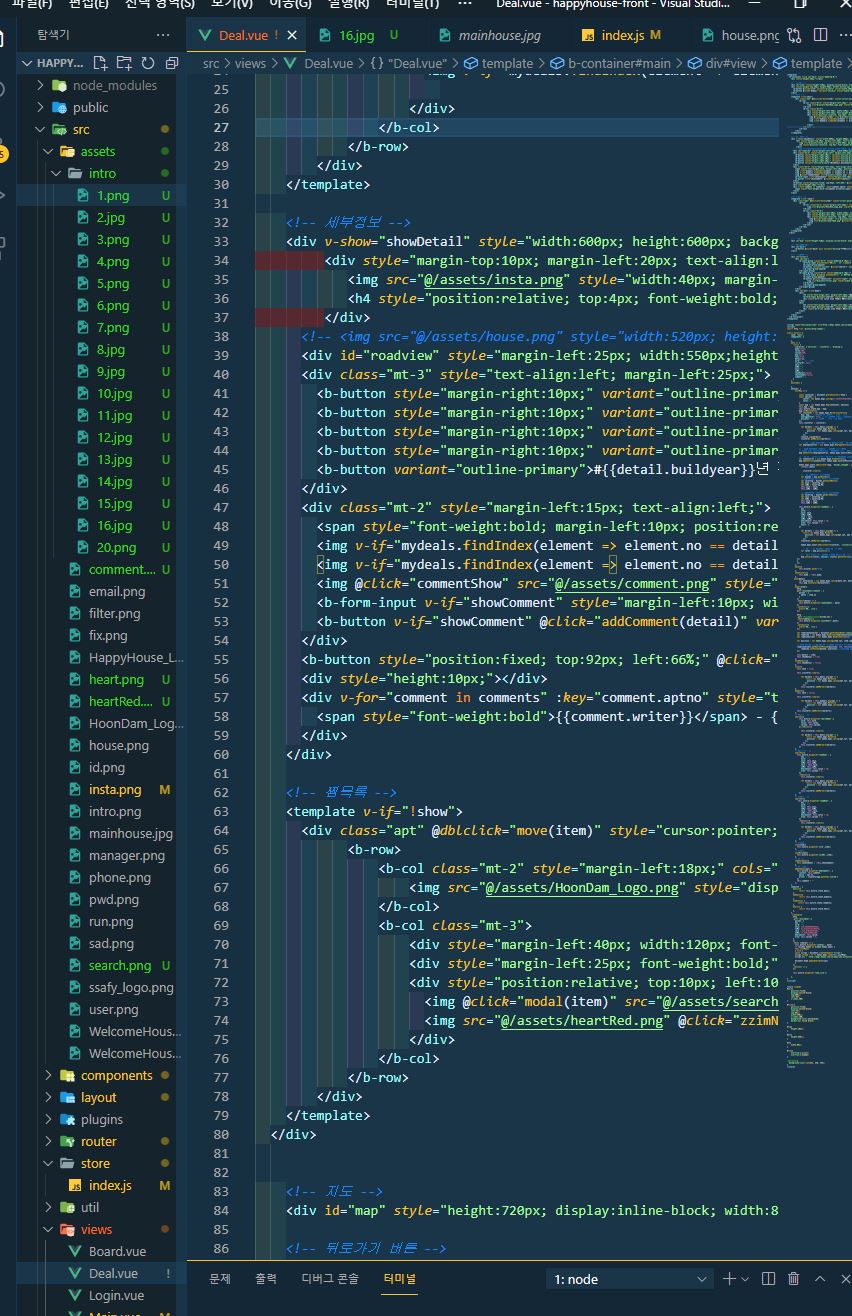 파일(F) 편집(E) 선택 영역(S) 보기(V) 이동(G) 실행(R) 터미널(T) ... Deal.vue - happyhouse-front - Visual Studi...
탐색기
Deal.vue ! 16.jpg U mainhouse.jpg index.js M house.png
HAPPY...
src > views > Deal.vue > {} "Deal.vue" > template > b-container#main > div#view > template
node_modules
public
src
assets
intro
1.png U
2.jpg U
3.png U
4.png U
5.png U
6.png U
7.png U
8.jpg U
9.jpg U
10.jpg U
11.jpg U
12.jpg U
13.jpg U
14.jpg U
15.jpg U
16.jpg U
20.png U
comment.... U
email.png
filter.png
fix.png
HappyHouse_L...
heart.png U
heartRed.... U
HoonDam_Log...
house.png
id.png
insta.png M
intro.png
mainhouse.jpg
manager.png
phone.png
pwd.png
run.png
sad.png
search.png U
ssafy_logo.png
user.png
WelcomeHous...
WelcomeHous...
components
layout
plugins
router
store
index.js M
util
views
Board.vue
Deal.vue !
Login.vue
25
26 </div>
27 </b-col>
28 </b-row>
29 </div>
30 </template>
31
32 <!-- 세부정보 -->
33 <div v-show="showDetail" style="width:600px; height:600px; backg
34 <div style="margin-top:10px; margin-left:20px; text-align:l
35 <img src="@/assets/insta.png" style="width:40px; margin-
36 <h4 style="position:relative; top:4px; font-weight:bold;
37 </div>
38 <!-- <img src="@/assets/house.png" style="width:520px; height:
39 <div id="roadview" style="margin-left:25px; width:550px;height
40 <div class="mt-3" style="text-align:left; margin-left:25px;">
41 <b-button style="margin-right:10px;" variant="outline-primar
42 <b-button style="margin-right:10px;" variant="outline-primar
43 <b-button style="margin-right:10px;" variant="outline-primar
44 <b-button style="margin-right:10px;" variant="outline-primar
45 <b-button variant="outline-primary">#{{detail.buildyear}}년
46 </div>
47 <div class="mt-2" style="margin-left:15px; text-align:left;">
48 <span style="font-weight:bold; margin-left:10px; position:re
49 <img v-if="mydeals.findIndex(element => element.no == detail
50 <img v-if="mydeals.findIndex(element => element.no == detail
51 <img @click="commentShow" src="@/assets/comment.png" style="
52 <b-form-input v-if="showComment" style="margin-left:10px; wi
53 <b-button v-if="showComment" @click="addComment(detail)" var
54 </div>
55 <b-button style="position:fixed; top:92px; left:66%;" @click="
56 <div style="height:10px;"></div>
57 <div v-for="comment in comments" :key="comment.aptno" style="t
58 <span style="font-weight:bold">{{comment.writer}}</span> - {
59 </div>
60 </div>
61
62 <!-- 찜목록 -->
63 <template v-if="!show">
64 <div class="apt" @dblclick="move(item)" style="cursor:pointer;
65 <b-row>
66 <b-col class="mt-2" style="margin-left:18px;" cols="
67 <img src="@/assets/HoonDam_Logo.png" style="disp
68 </b-col>
69 <b-col class="mt-3">
70 <div style="margin-left:40px; width:120px; font-
71 <div style="margin-left:25px; font-weight:bold;"
72 <div style="position:relative; top:10px; left:10
73 <img @click="modal(item)" src="@/assets/search
74 <img src="@/assets/heartRed.png" @click="zzimN
75 </div>
76 </b-col>
77 </b-row>
78 </div>
79 </template>
80 </div>
81
82
83 <!-- 지도 -->
84 <div id="map" style="height:720px; display:inline-block; width:8
85
86 <!-- 뒤로가기 버튼 -->
문제 출력 디버그 콘솔 터미널 1: node